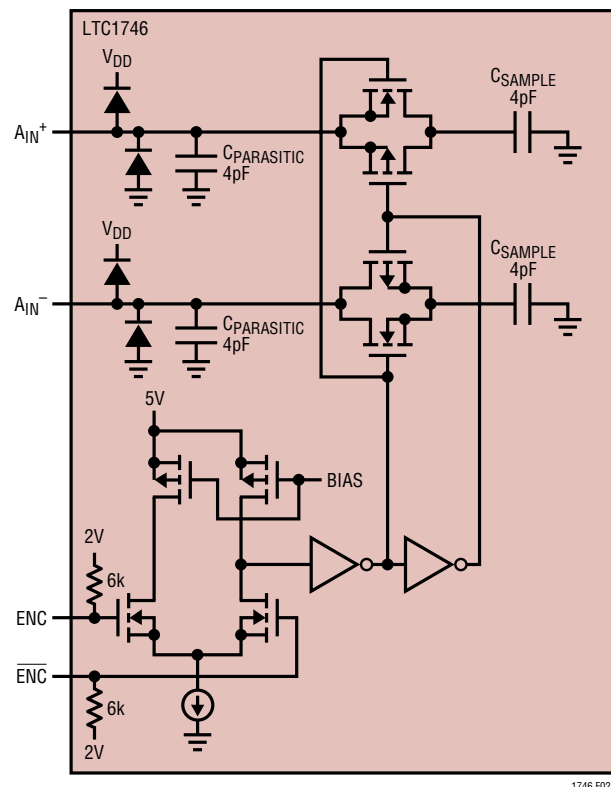 LTC1746
VDD
CSAMPLE
4pF
AIN+
CPARASITIC
4pF
VDD
CSAMPLE
4pF
AIN–
CPARASITIC
4pF
5V
BIAS
2V
6k
ENC
E̅N̅C̅
6k
2V
1746 F02